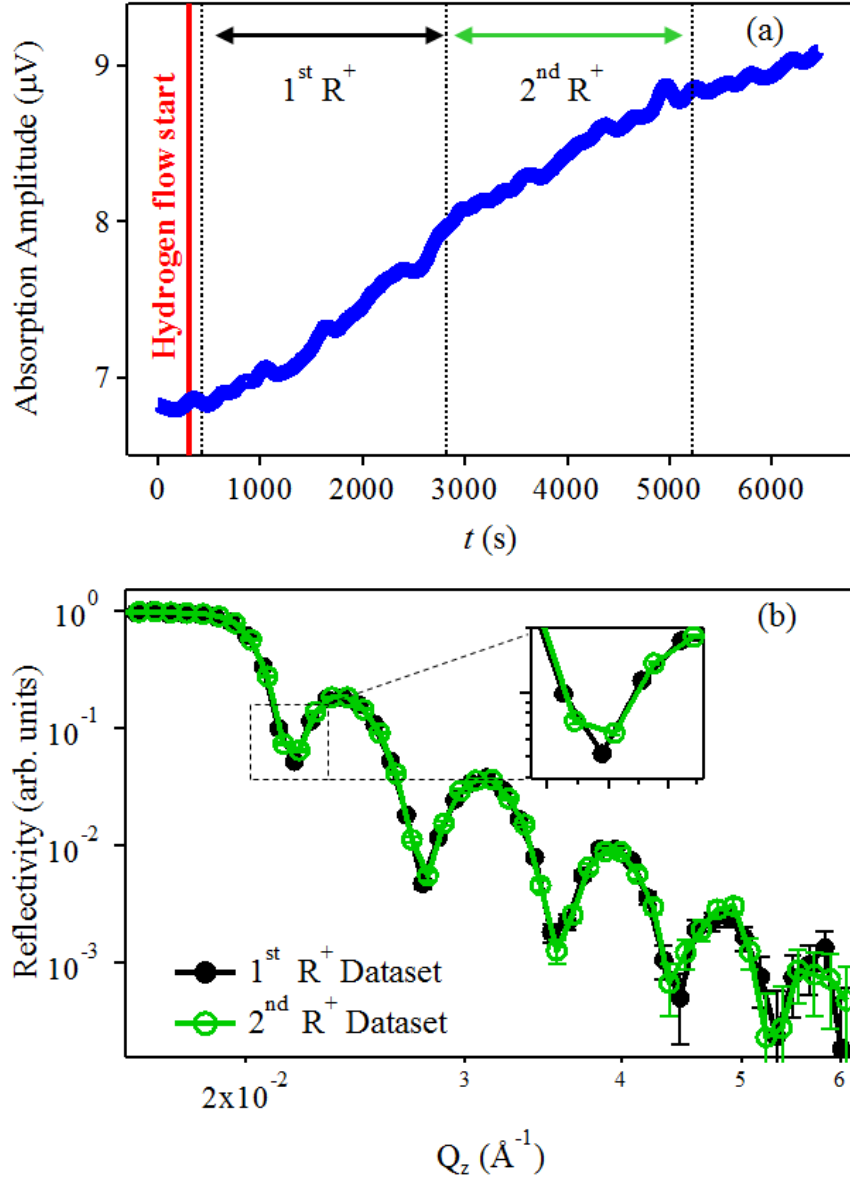 (a)
1st R+
2nd R+
Hydrogen flow start
Absorption Amplitude (µV)
9
8
7
0 1000 2000 3000 4000 5000 6000
t (s)
(b)
Reflectivity (arb. units)
10^0
10^-1
10^-2
10^-3
1st R+ Dataset
2nd R+ Dataset
2x10^-2 3 4 5 6
Qz (Å^-1)